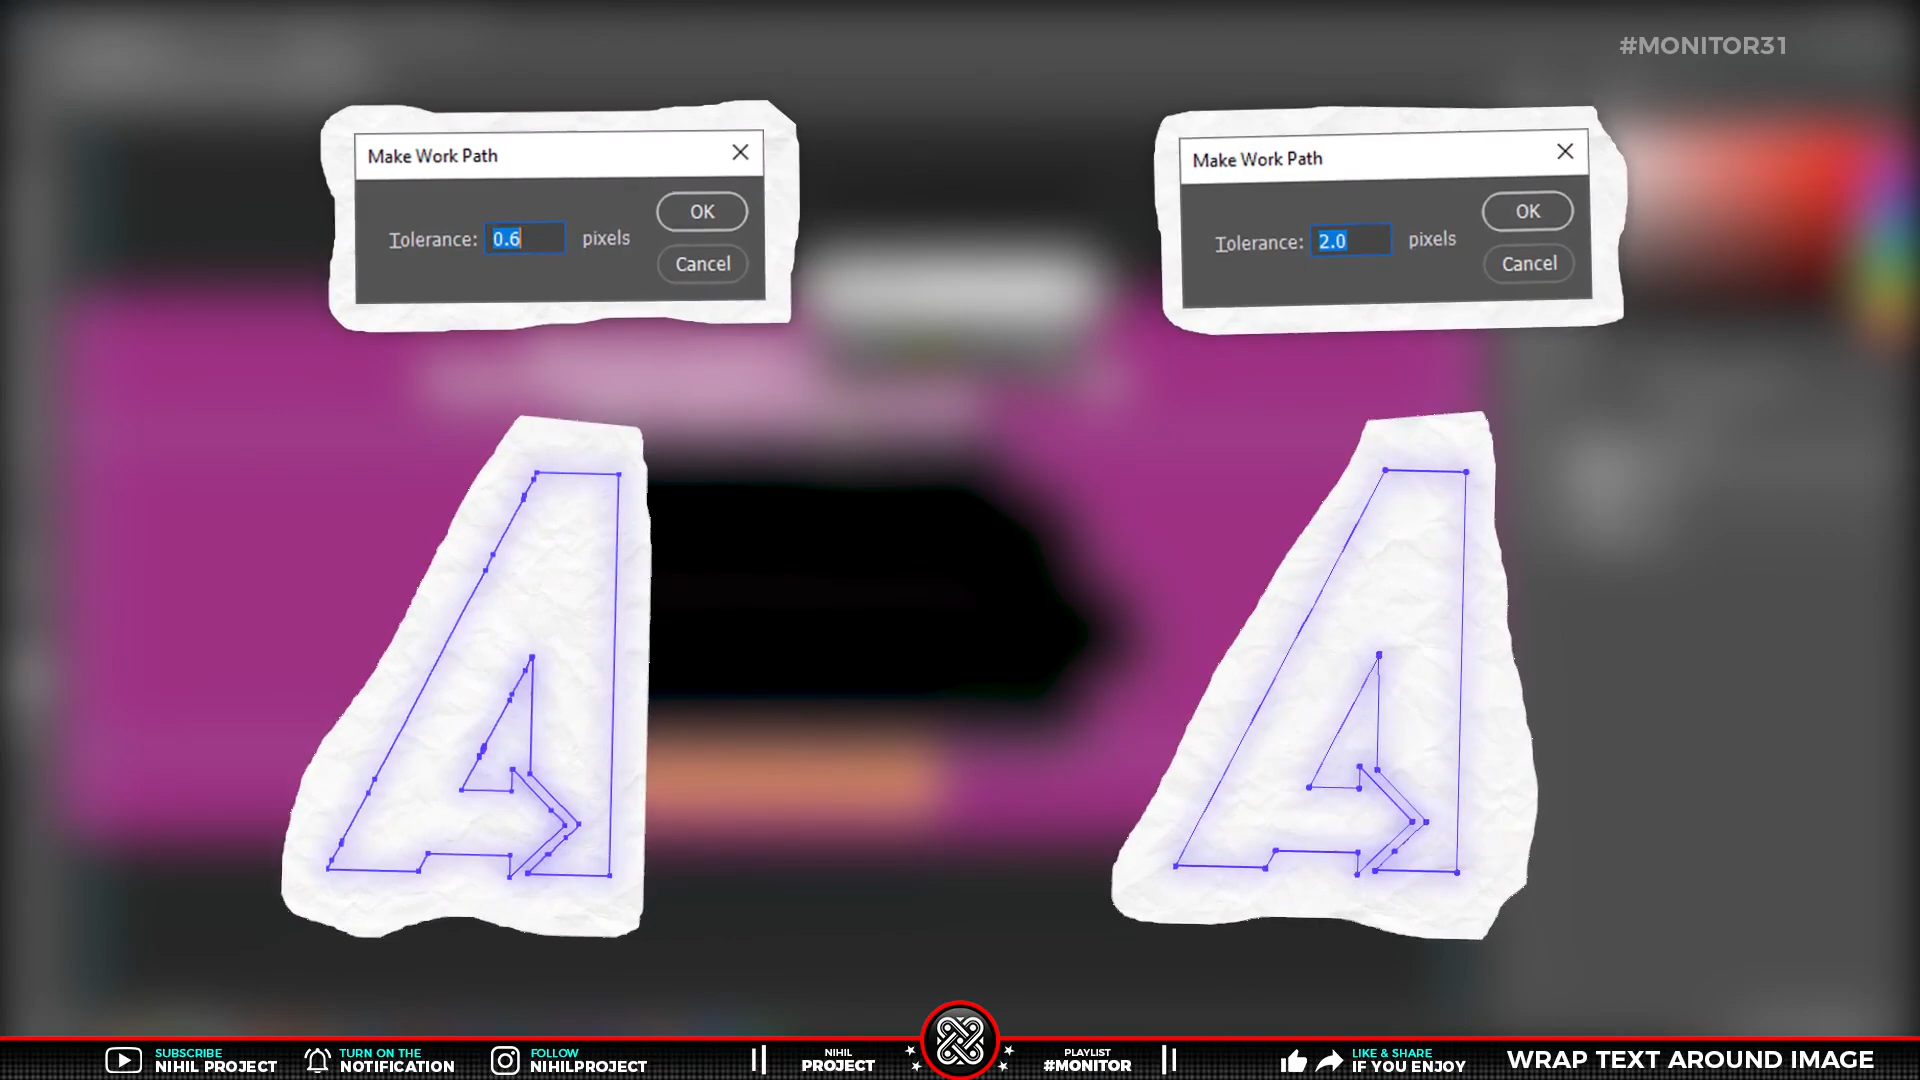 #MONITOR31
Make Work Path
Tolerance: 0.6 pixels
OK
Cancel
Make Work Path
Tolerance: 2.0 pixels
OK
Cancel
SUBSCRIBE
NIHIL PROJECT
TURN ON THE
NOTIFICATION
FOLLOW
NIHILPROJECT
NIHIL
PROJECT
PLAYLIST
#MONITOR
LIKE & SHARE
IF YOU ENJOY
WRAP TEXT AROUND IMAGE